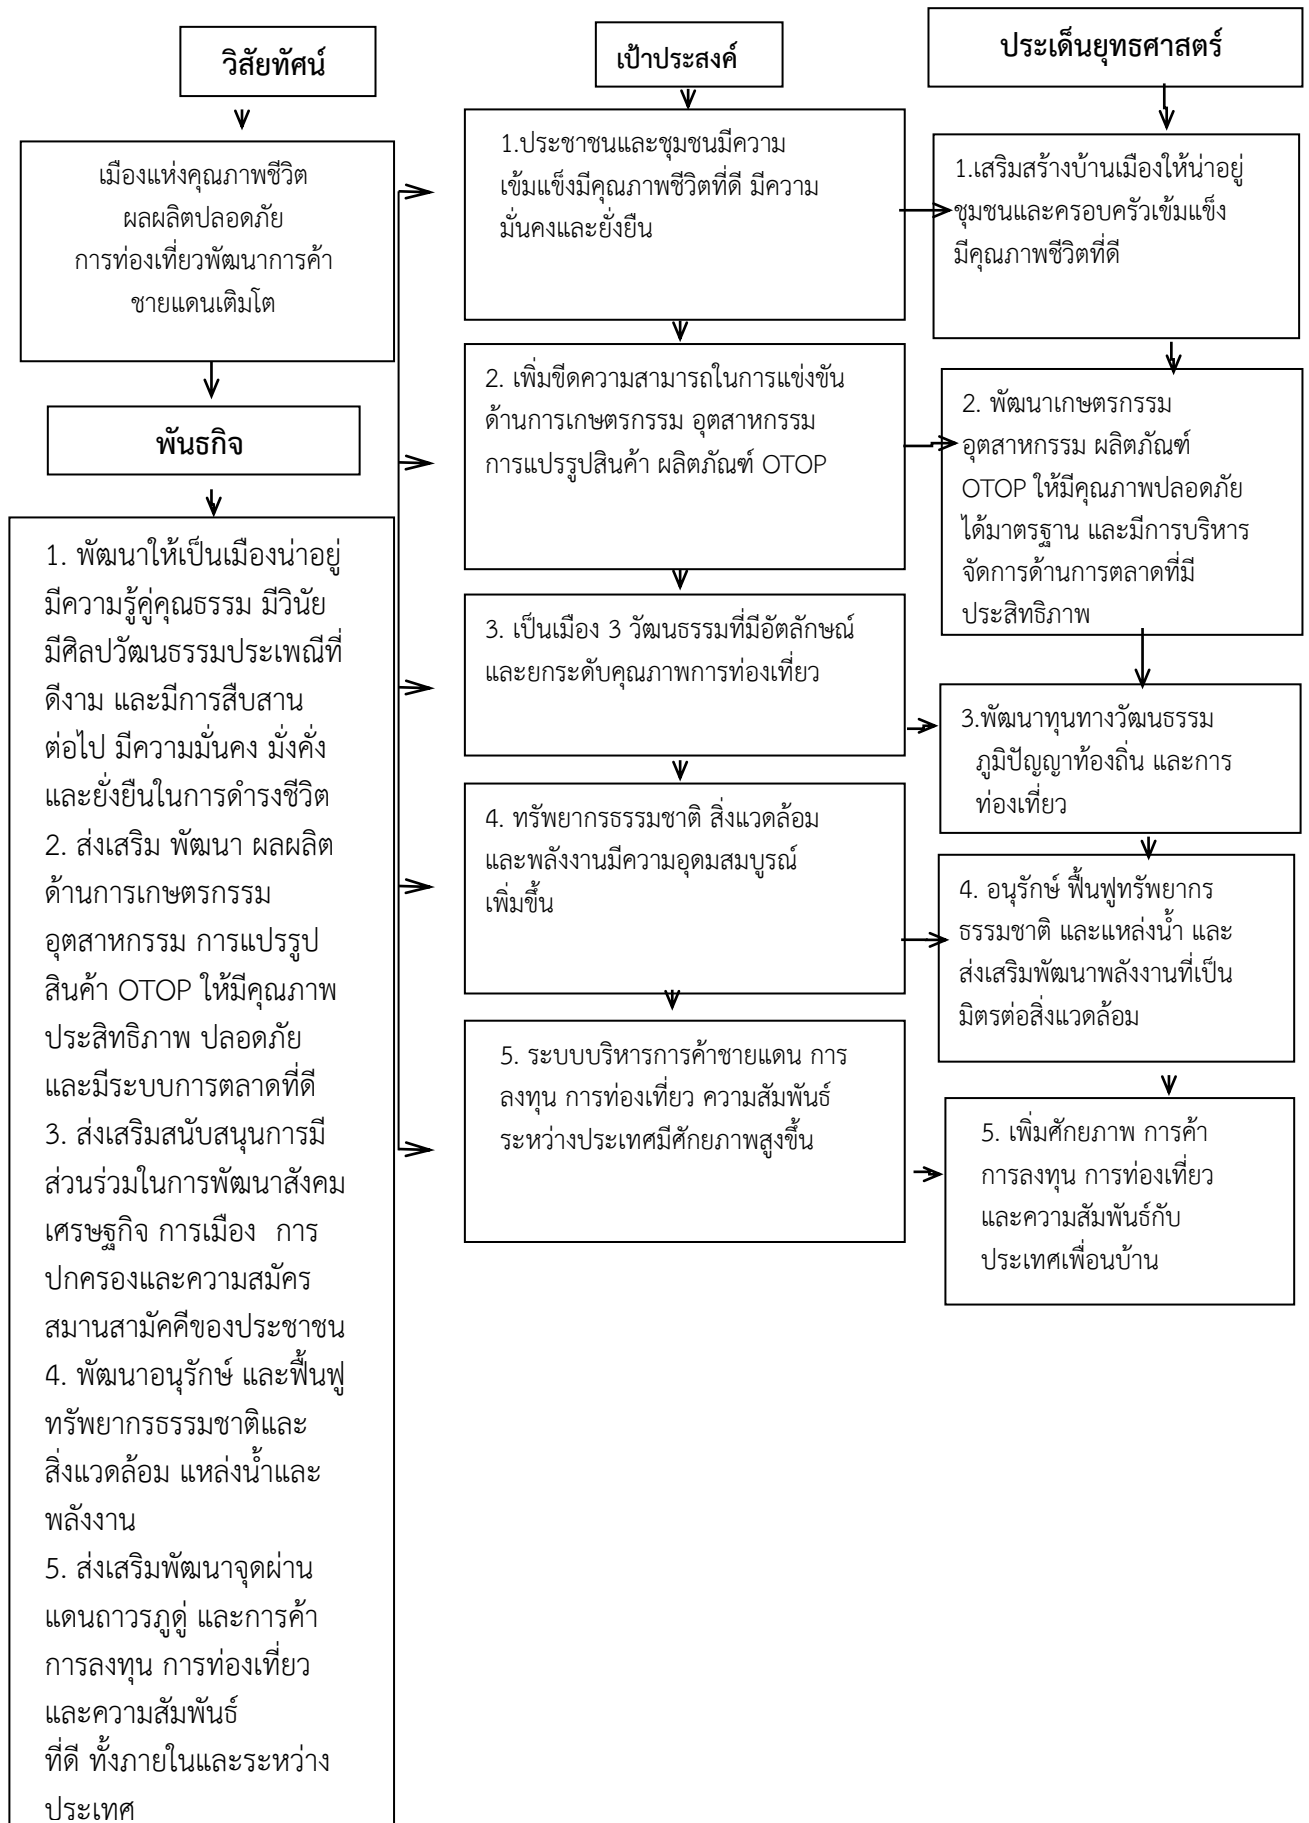 วิสัยทัศน์
เมืองแห่งคุณภาพชีวิต
ผลผลิตปลอดภัย
การท่องเที่ยวพัฒนาการค้า
ชายแดนเติมโต
พันธกิจ
1. พัฒนาให้เป็นเมืองน่าอยู่
มีความรู้คู่คุณธรรม มีวินัย
มีศิลปวัฒนธรรมประเพณีที่
ดีงาม และมีการสืบสาน
ต่อไป มีความมั่นคง มั่งคั่ง
และยั่งยืนในการดำรงชีวิต
2. ส่งเสริม พัฒนา ผลผลิต
ด้านการเกษตรกรรม
อุตสาหกรรม การแปรรูป
สินค้า OTOP ให้มีคุณภาพ
ประสิทธิภาพ ปลอดภัย
และมีระบบการตลาดที่ดี
3. ส่งเสริมสนับสนุนการมี
ส่วนร่วมในการพัฒนาสังคม
เศรษฐกิจ การเมือง การ
ปกครองและความสมัคร
สมานสามัคคีของประชาชน
4. พัฒนาอนุรักษ์ และฟื้นฟู
ทรัพยากรธรรมชาติและ
สิ่งแวดล้อม แหล่งน้ำและ
พลังงาน
5. ส่งเสริมพัฒนาจุดผ่าน
แดนถาวรภูดู่ และการค้า
การลงทุน การท่องเที่ยว
และความสัมพันธ์
ที่ดี ทั้งภายในและระหว่าง
ประเทศ
เป้าประสงค์
1.ประชาชนและชุมชนมีความ
เข้มแข็งมีคุณภาพชีวิตที่ดี มีความ
มั่นคงและยั่งยืน
2. เพิ่มขีดความสามารถในการแข่งขัน
ด้านการเกษตรกรรม อุตสาหกรรม
การแปรรูปสินค้า ผลิตภัณฑ์ OTOP
3. เป็นเมือง 3 วัฒนธรรมที่มีอัตลักษณ์
และยกระดับคุณภาพการท่องเที่ยว
4. ทรัพยากรธรรมชาติ สิ่งแวดล้อม
และพลังงานมีความอุดมสมบูรณ์
เพิ่มขึ้น
5. ระบบบริหารการค้าชายแดน การ
ลงทุน การท่องเที่ยว ความสัมพันธ์
ระหว่างประเทศมีศักยภาพสูงขึ้น
ประเด็นยุทธศาสตร์
1.เสริมสร้างบ้านเมืองให้น่าอยู่
ชุมชนและครอบครัวเข้มแข็ง
มีคุณภาพชีวิตที่ดี
2. พัฒนาเกษตรกรรม
อุตสาหกรรม ผลิตภัณฑ์
OTOP ให้มีคุณภาพปลอดภัย
ได้มาตรฐาน และมีการบริหาร
จัดการด้านการตลาดที่มี
ประสิทธิภาพ
3.พัฒนาทุนทางวัฒนธรรม
ภูมิปัญญาท้องถิ่น และการ
ท่องเที่ยว
4. อนุรักษ์ ฟื้นฟูทรัพยากร
ธรรมชาติ และแหล่งน้ำ และ
ส่งเสริมพัฒนาพลังงานที่เป็น
มิตรต่อสิ่งแวดล้อม
5. เพิ่มศักยภาพ การค้า
การลงทุน การท่องเที่ยว
และความสัมพันธ์กับ
ประเทศเพื่อนบ้าน